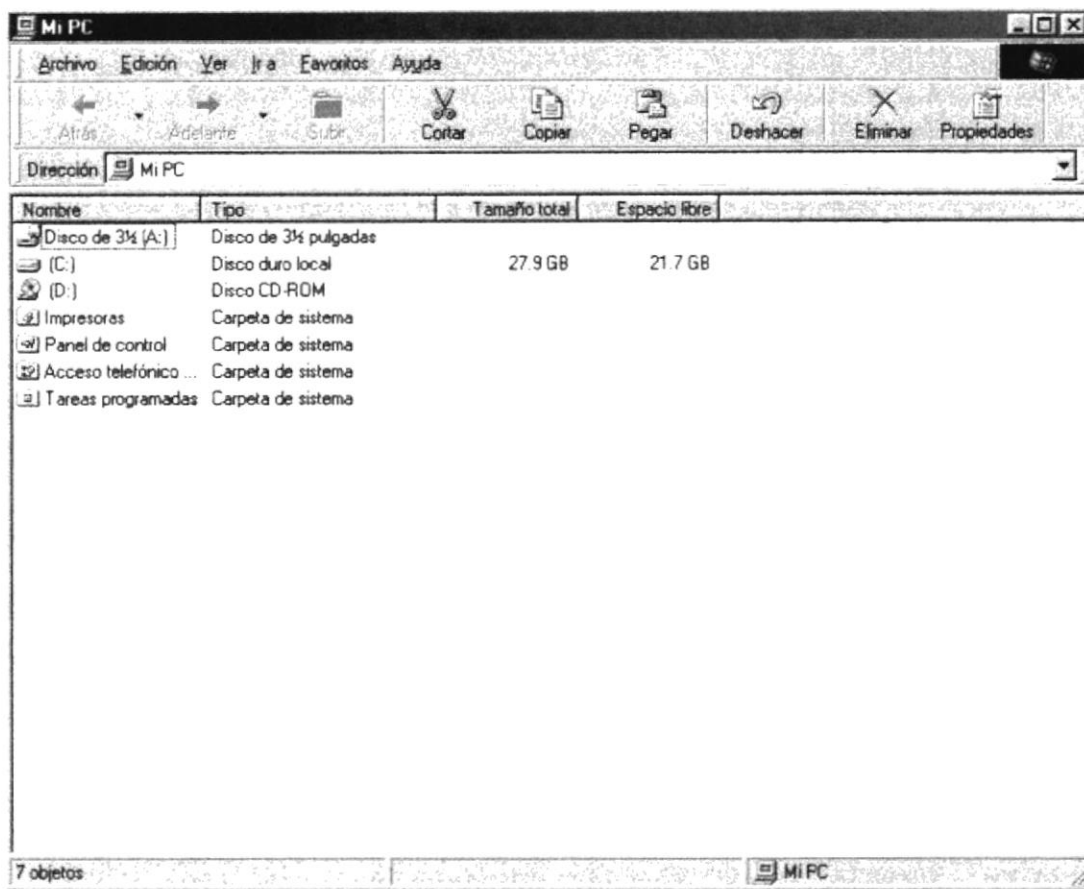 Mi PC
Archivo Edición Ver Ir a Favoritos Ayuda
Atrás Adelante Subir Cortar Copiar Pegar Deshacer Eliminar Propiedades
Dirección Mi PC
Nombre Tipo Tamaño total Espacio libre
Disco de 3½ (A:) Disco de 3½ pulgadas
(C:) Disco duro local 27.9 GB 21.7 GB
(D:) Disco CD-ROM
Impresoras Carpeta de sistema
Panel de control Carpeta de sistema
Acceso telefónico ... Carpeta de sistema
Tareas programadas Carpeta de sistema
7 objetos Mi PC